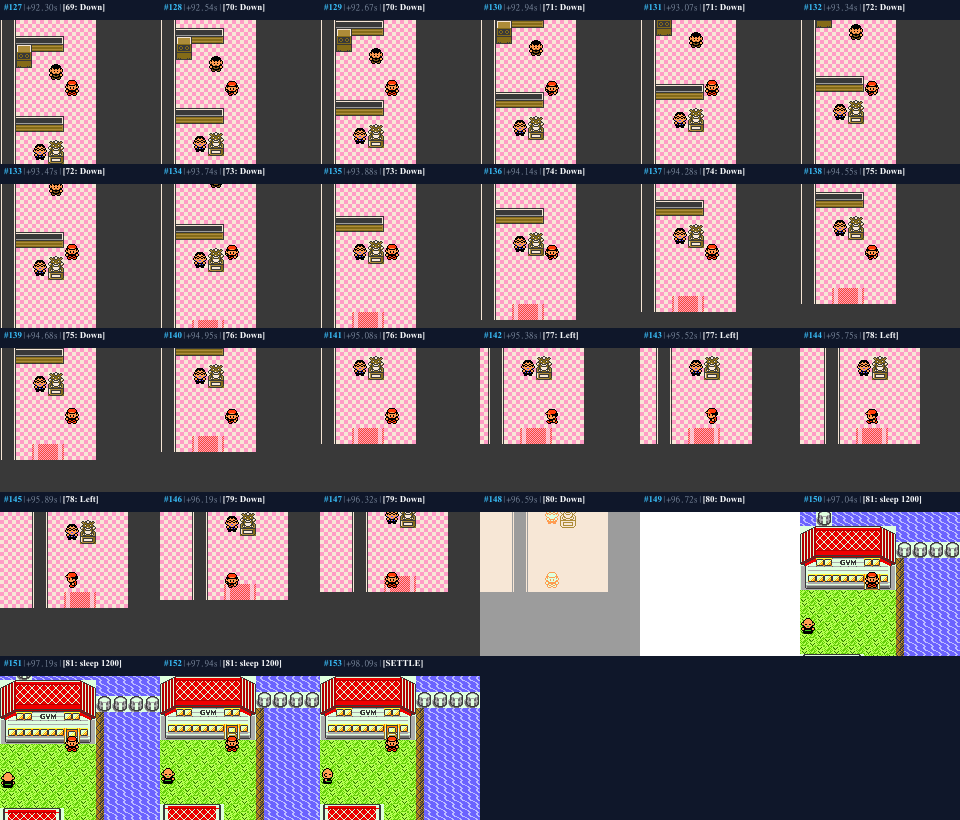 #127 | +92.30s | [69: Down]
#128 | +92.54s | [70: Down]
#129 | +92.67s | [70: Down]
#130 | +92.94s | [71: Down]
#131 | +93.07s | [71: Down]
#132 | +93.34s | [72: Down]
#133 | +93.47s | [72: Down]
#134 | +93.74s | [73: Down]
#135 | +93.88s | [73: Down]
#136 | +94.14s | [74: Down]
#137 | +94.28s | [74: Down]
#138 | +94.55s | [75: Down]
#139 | +94.68s | [75: Down]
#140 | +94.95s | [76: Down]
#141 | +95.08s | [76: Down]
#142 | +95.38s | [77: Left]
#143 | +95.52s | [77: Left]
#144 | +95.75s | [78: Left]
#145 | +95.89s | [78: Left]
#146 | +96.19s | [79: Down]
#147 | +96.32s | [79: Down]
#148 | +96.59s | [80: Down]
#149 | +96.72s | [80: Down]
#150 | +97.04s | [81: sleep 1200]
GYM
#151 | +97.19s | [81: sleep 1200]
#152 | +97.94s | [81: sleep 1200]
#153 | +98.09s | [SETTLE]
GYM
GYM
GYM